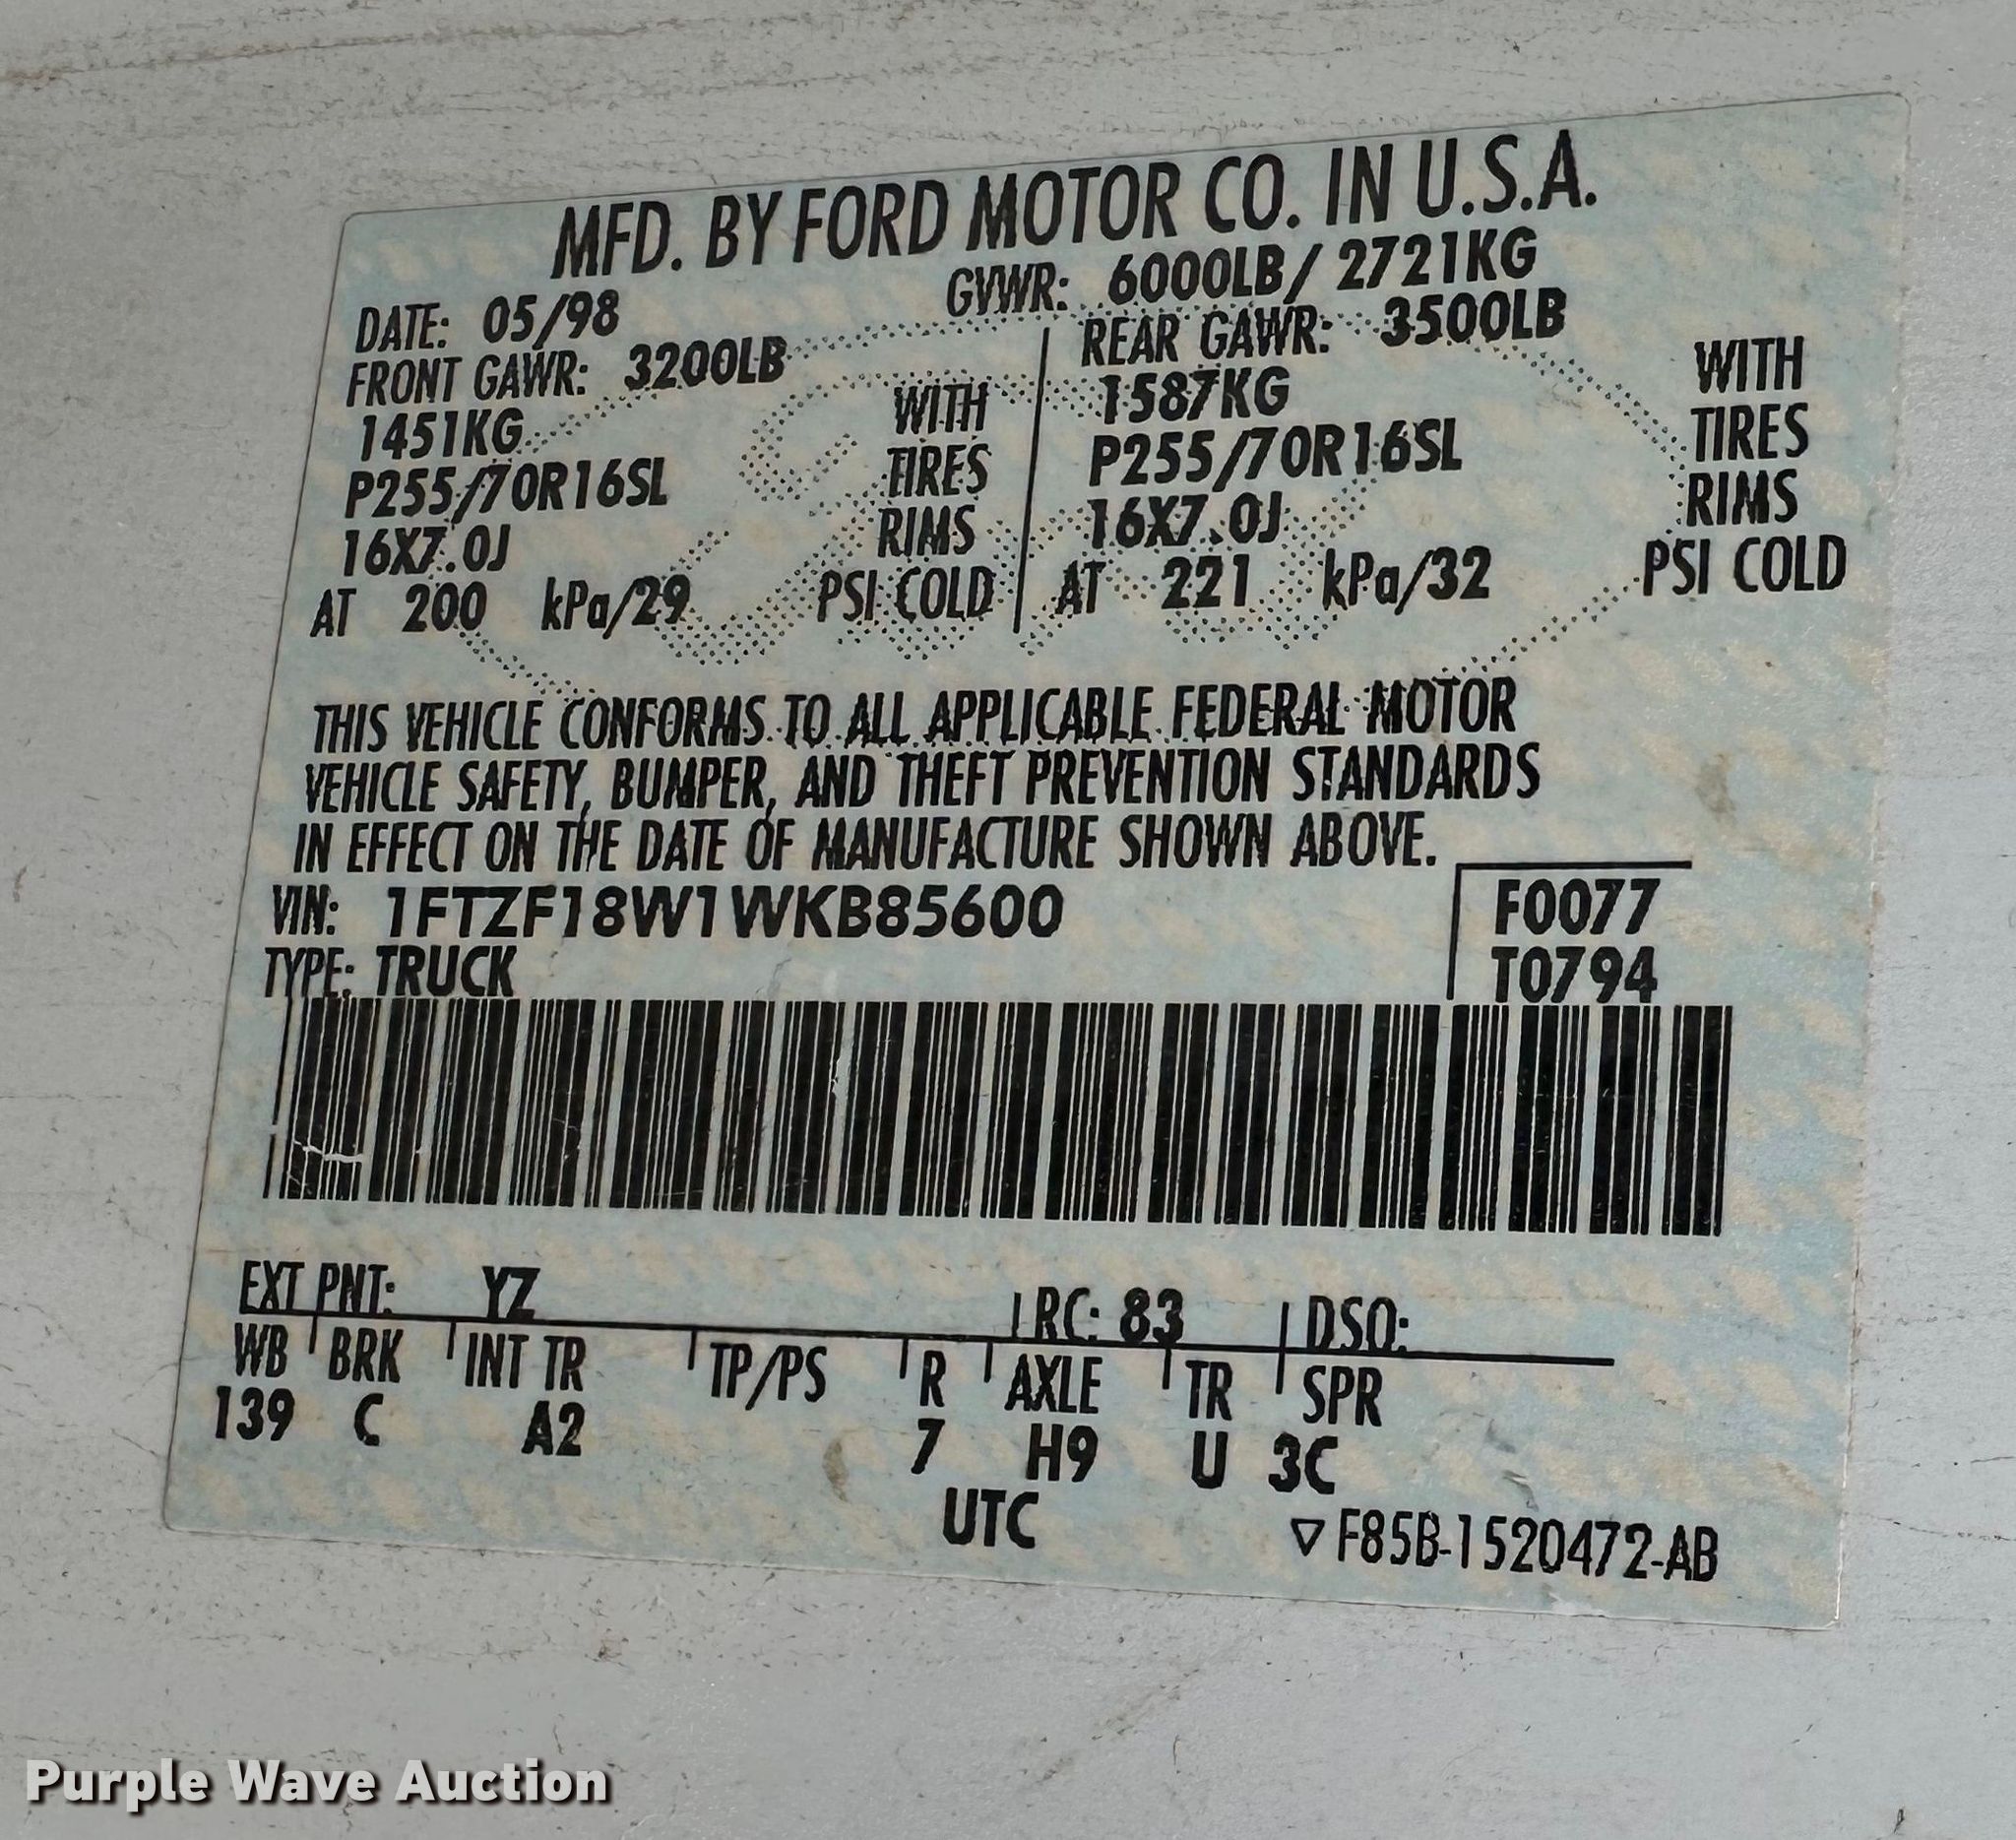 MFD. BY FORD MOTOR CO. IN U.S.A.
DATE: 05/98 GVWR: 6000LB/ 2721KG
FRONT GAWR: 3200LB REAR GAWR: 3500LB
1451KG WITH 1587KG WITH
P255/70R16SL TIRES P255/70R16SL TIRES
16X7.0J RIMS 16X7.0J RIMS
AT 200 kPa/29 PSI COLD AT 221 kPa/32 PSI COLD
THIS VEHICLE CONFORMS TO ALL APPLICABLE FEDERAL MOTOR
VEHICLE SAFETY, BUMPER, AND THEFT PREVENTION STANDARDS
IN EFFECT ON THE DATE OF MANUFACTURE SHOWN ABOVE.
VIN: 1FTZF18W1WKB85600 F0077
TYPE: TRUCK T0794
EXT PNT: YZ RC: 83 DSO:
WB BRK INT TR TP/PS R AXLE TR SPR
139 C A2 7 H9 U 3C
UTC ▽F85B-1520472-AB
Purple Wave Auction